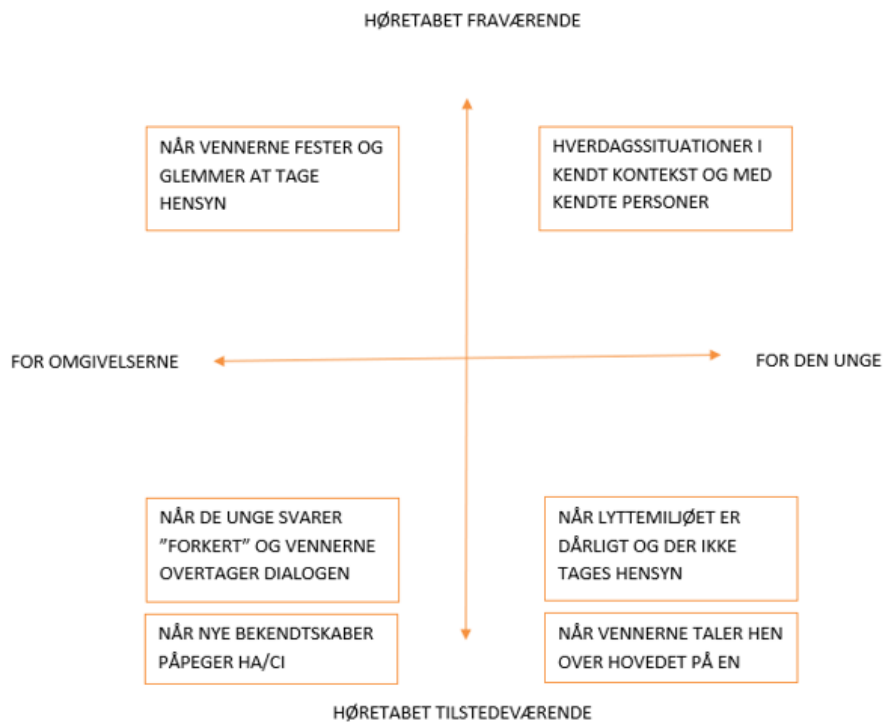 HØRETABET FRAVÆRENDE
NÅR VENNERNE FESTER OG
GLEMMER AT TAGE
HENSYN
HVERDAGSSITUATIONER I
KENDT KONTEKST OG MED
KENDTE PERSONER
FOR OMGIVELSERNE
FOR DEN UNGE
NÅR DE UNGE SVARER
”FORKERT” OG VENNERNE
OVERTAGER DIALOGEN
NÅR LYTTEMILJØET ER
DÅRLIGT OG DER IKKE
TAGES HENSYN
NÅR NYE BEKENDTSKABER
PÅPEGER HA/CI
NÅR VENNERNE TALER HEN
OVER HOVEDET PÅ EN
HØRETABET TILSTEDEVÆRENDE